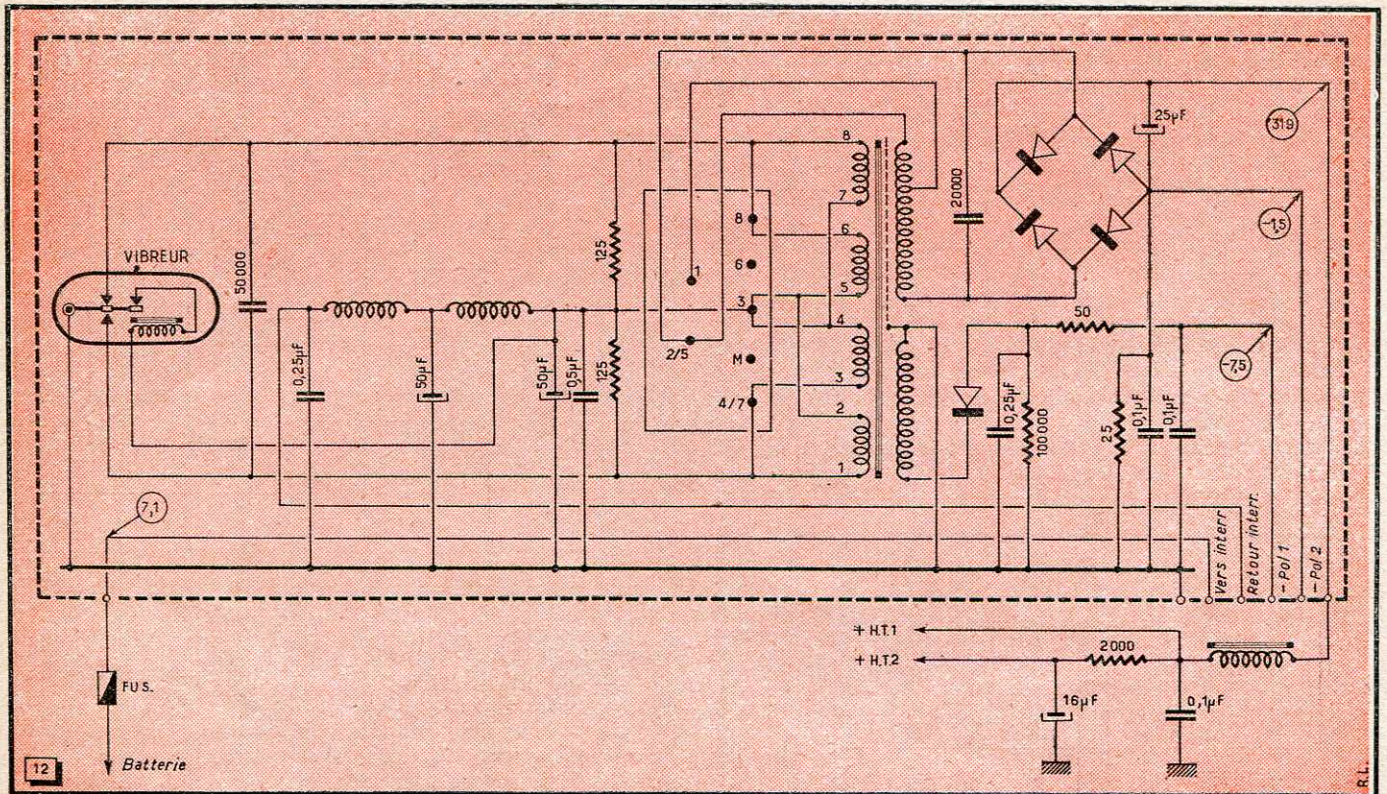 VIBREUR
50000
0,25µF
50µF
50µF
0,5µF
125
125
1
2/5
8
6
3
M
4/7
8
7
6
5
4
3
2
1
20000
25µF
319
-1,5
-7,5
50
0,25µF
100000
25
0,1µF
0,1µF
7,1
Vers interr
Retour interr.
- Pol 1
- Pol 2
+ H.T.1
+ H.T.2
2000
16µF
0,1µF
FUS.
Batterie
12
R.L.